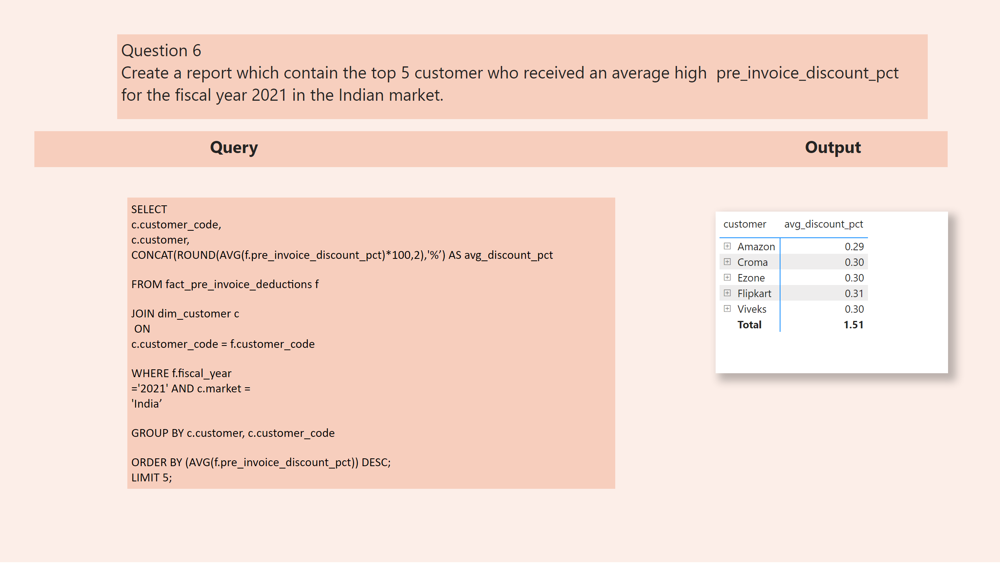 Question 6
Create a report which contain the top 5 customer who received an average high  pre_invoice_discount_pct
for the fiscal year 2021 in the Indian market.
Query
Output
SELECT
c.customer_code,
c.customer,
CONCAT(ROUND(AVG(f.pre_invoice_discount_pct)*100,2),'%’) AS avg_discount_pct
FROM fact_pre_invoice_deductions f
JOIN dim_customer c
ON
c.customer_code = f.customer_code
WHERE f.fiscal_year
='2021' AND c.market =
'India’
GROUP BY c.customer, c.customer_code
ORDER BY (AVG(f.pre_invoice_discount_pct)) DESC;
LIMIT 5;
customer avg_discount_pct
Amazon 0.29
Croma 0.30
Ezone 0.30
Flipkart 0.31
Viveks 0.30
Total 1.51